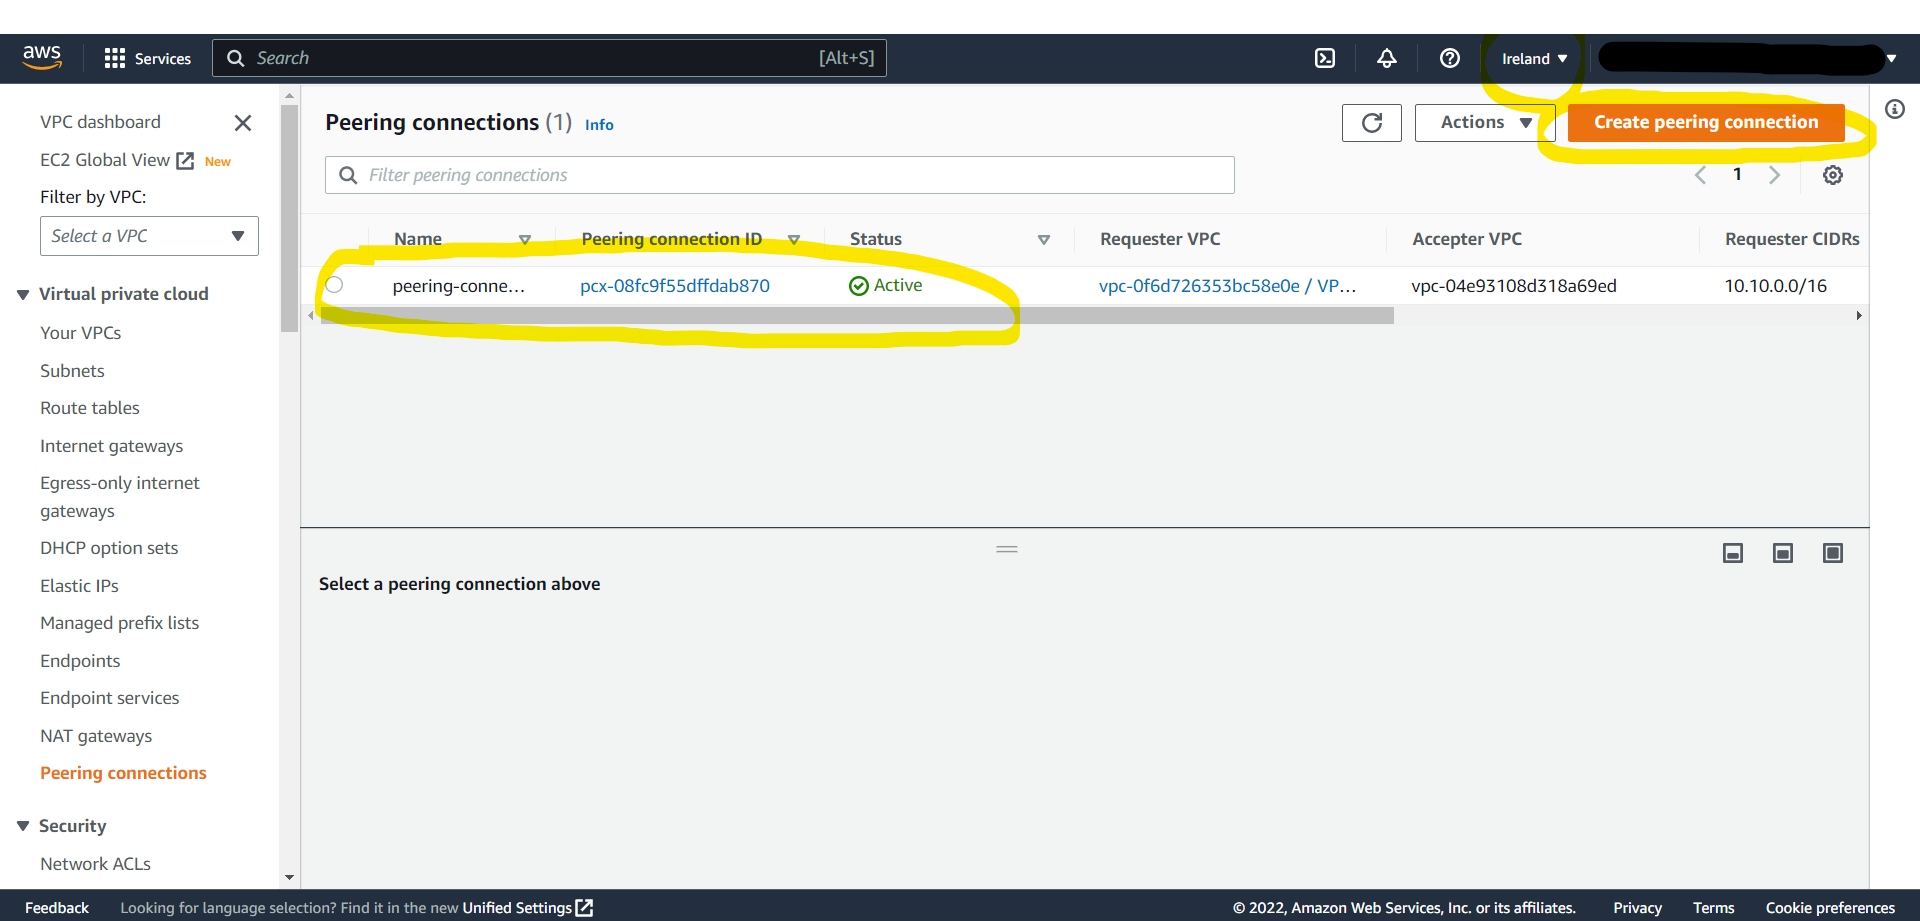 aws Services Search [Alt+S] Ireland
VPC dashboard
EC2 Global View New
Filter by VPC:
Select a VPC
Virtual private cloud
Your VPCs
Subnets
Route tables
Internet gateways
Egress-only internet
gateways
DHCP option sets
Elastic IPs
Managed prefix lists
Endpoints
Endpoint services
NAT gateways
Peering connections
Security
Network ACLs
Peering connections (1) Info
Actions
Create peering connection
Filter peering connections
1
Name Peering connection ID Status Requester VPC Accepter VPC Requester CIDRs
peering-conne... pcx-08fc9f55dffdab870 Active vpc-0f6d726353bc58e0e / VP... vpc-04e93108d318a69ed 10.10.0.0/16
Select a peering connection above
Feedback Looking for language selection? Find it in the new Unified Settings © 2022, Amazon Web Services, Inc. or its affiliates. Privacy Terms Cookie preferences